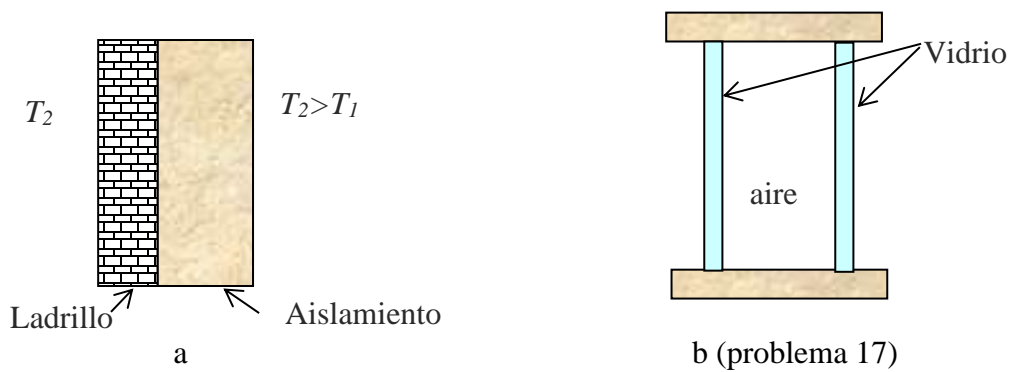 T₂
T₂>T₁
Ladrillo
Aislamiento
a
Vidrio
aire
b (problema 17)